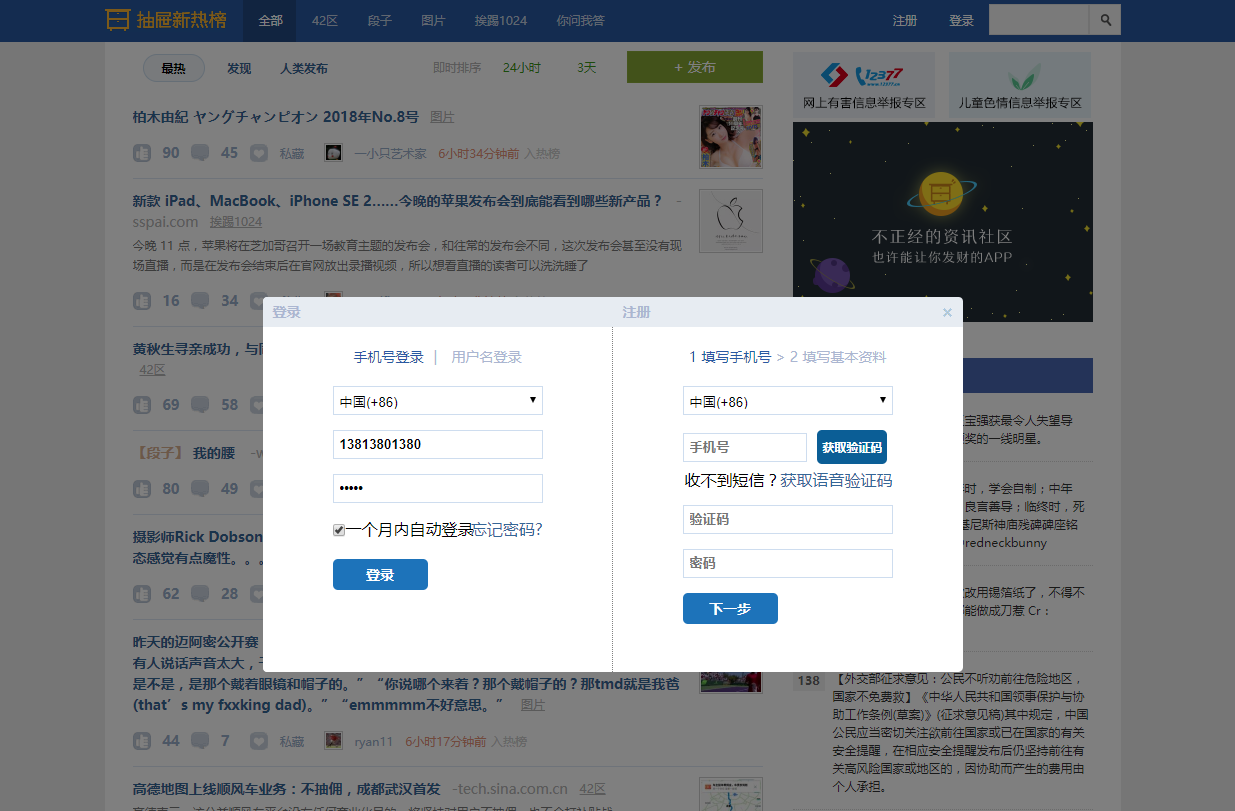 抽屉新热榜 全部 42区 段子 图片 挨踢1024 你问我答 注册 登录
最热 发现 人类发布 即时排序 24小时 3天 + 发布
柏木由紀 ヤングチャンピオン 2018年No.8号 图片
90 45 私藏 一小只艺术家 6小时34分钟前 入热榜
新款 iPad、MacBook、iPhone SE 2……今晚的苹果发布会到底能看到哪些新产品？ -
sspai.com 挨踢1024
今晚 11 点，苹果将在芝加哥召开一场教育主题的发布会，和往常的发布会不同，这次发布会甚至没有现
场直播，而是在发布会结束后在官网放出录播视频，所以想看直播的读者可以洗洗睡了
16 34
黄秋生寻亲成功，与
42区
69 58
【段子】 我的腰
80 49
摄影师Rick Dobson
态感觉有点魔性。。。
62 28
昨天的迈阿密公开赛
有人说话声音太大，
是不是，是那个戴着眼镜和帽子的。” “你说哪个来着？那个戴帽子的？那tmd就是我爸
(that’s my fxxking dad)。” “emmmmm不好意思。” 图片
44 7 私藏 ryan11 6小时17分钟前 入热榜
高德地图上线顺风车业务：不抽佣，成都武汉首发 -tech.sina.com.cn 42区
12377
www.12377.cn
网上有害信息举报专区
儿童色情信息举报专区
不正经的资讯社区
也许能让你发财的APP
宝强获最令人失望导
奖的一线明星。
时，学会自制；中年
良言善导；临终时，死
基尼斯神庙残碑碑座铭
redneckbunny
改用锡箔纸了，不得不
能做成刀惹 Cr：
138 【外交部征求意见：公民不听劝前往危险地区，
国家不免费救】《中华人民共和国领事保护与协
助工作条例(草案)》(征求意见稿)其中规定，中国
公民应当密切关注欲前往国家或已在国家的有关
安全提醒，在相应安全提醒发布后仍坚持前往有
关高风险国家或地区的，因协助而产生的费用由
个人承担。
登录
手机号登录 | 用户名登录
中国(+86)
13813801380
•••••
一个月内自动登录忘记密码?
登录
注册 ×
1 填写手机号 > 2 填写基本资料
中国(+86)
手机号 获取验证码
收不到短信？获取语音验证码
验证码
密码
下一步